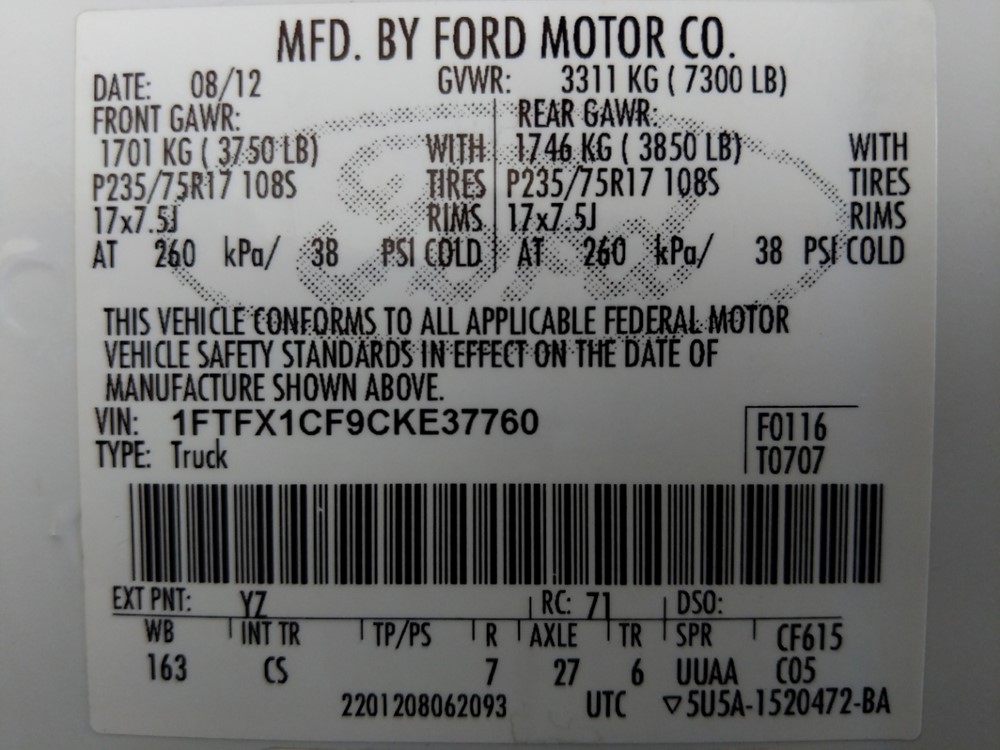 MFD. BY FORD MOTOR CO.
DATE: 08/12 GVWR: 3311 KG ( 7300 LB)
FRONT GAWR: REAR GAWR:
1701 KG ( 3750 LB) WITH 1746 KG ( 3850 LB) WITH
P235/75R17 108S TIRES P235/75R17 108S TIRES
17x7.5J RIMS 17x7.5J RIMS
AT 260 kPa/ 38 PSI COLD AT 260 kPa/ 38 PSI COLD
Ford
THIS VEHICLE CONFORMS TO ALL APPLICABLE FEDERAL MOTOR
VEHICLE SAFETY STANDARDS IN EFFECT ON THE DATE OF
MANUFACTURE SHOWN ABOVE.
VIN: 1FTFX1CF9CKE37760 F0116
TYPE: Truck T0707
EXT PNT: YZ RC: 71 DSO:
WB INT TR TP/PS R AXLE TR SPR CF615
163 CS 7 27 6 UUAA C05
2201208062093 UTC ▽5U5A-1520472-BA